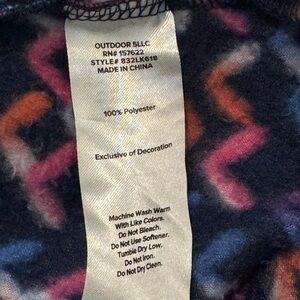 OUTDOOR 5LLC
RN# 157622
STYLE# 832LK618
MADE IN CHINA
100% Polyester
Exclusive of Decoration
Machine Wash Warm
With Like Colors.
Do Not Bleach.
Do Not Use Softener.
Tumble Dry Low.
Do Not Iron.
Do Not Dry Clean.